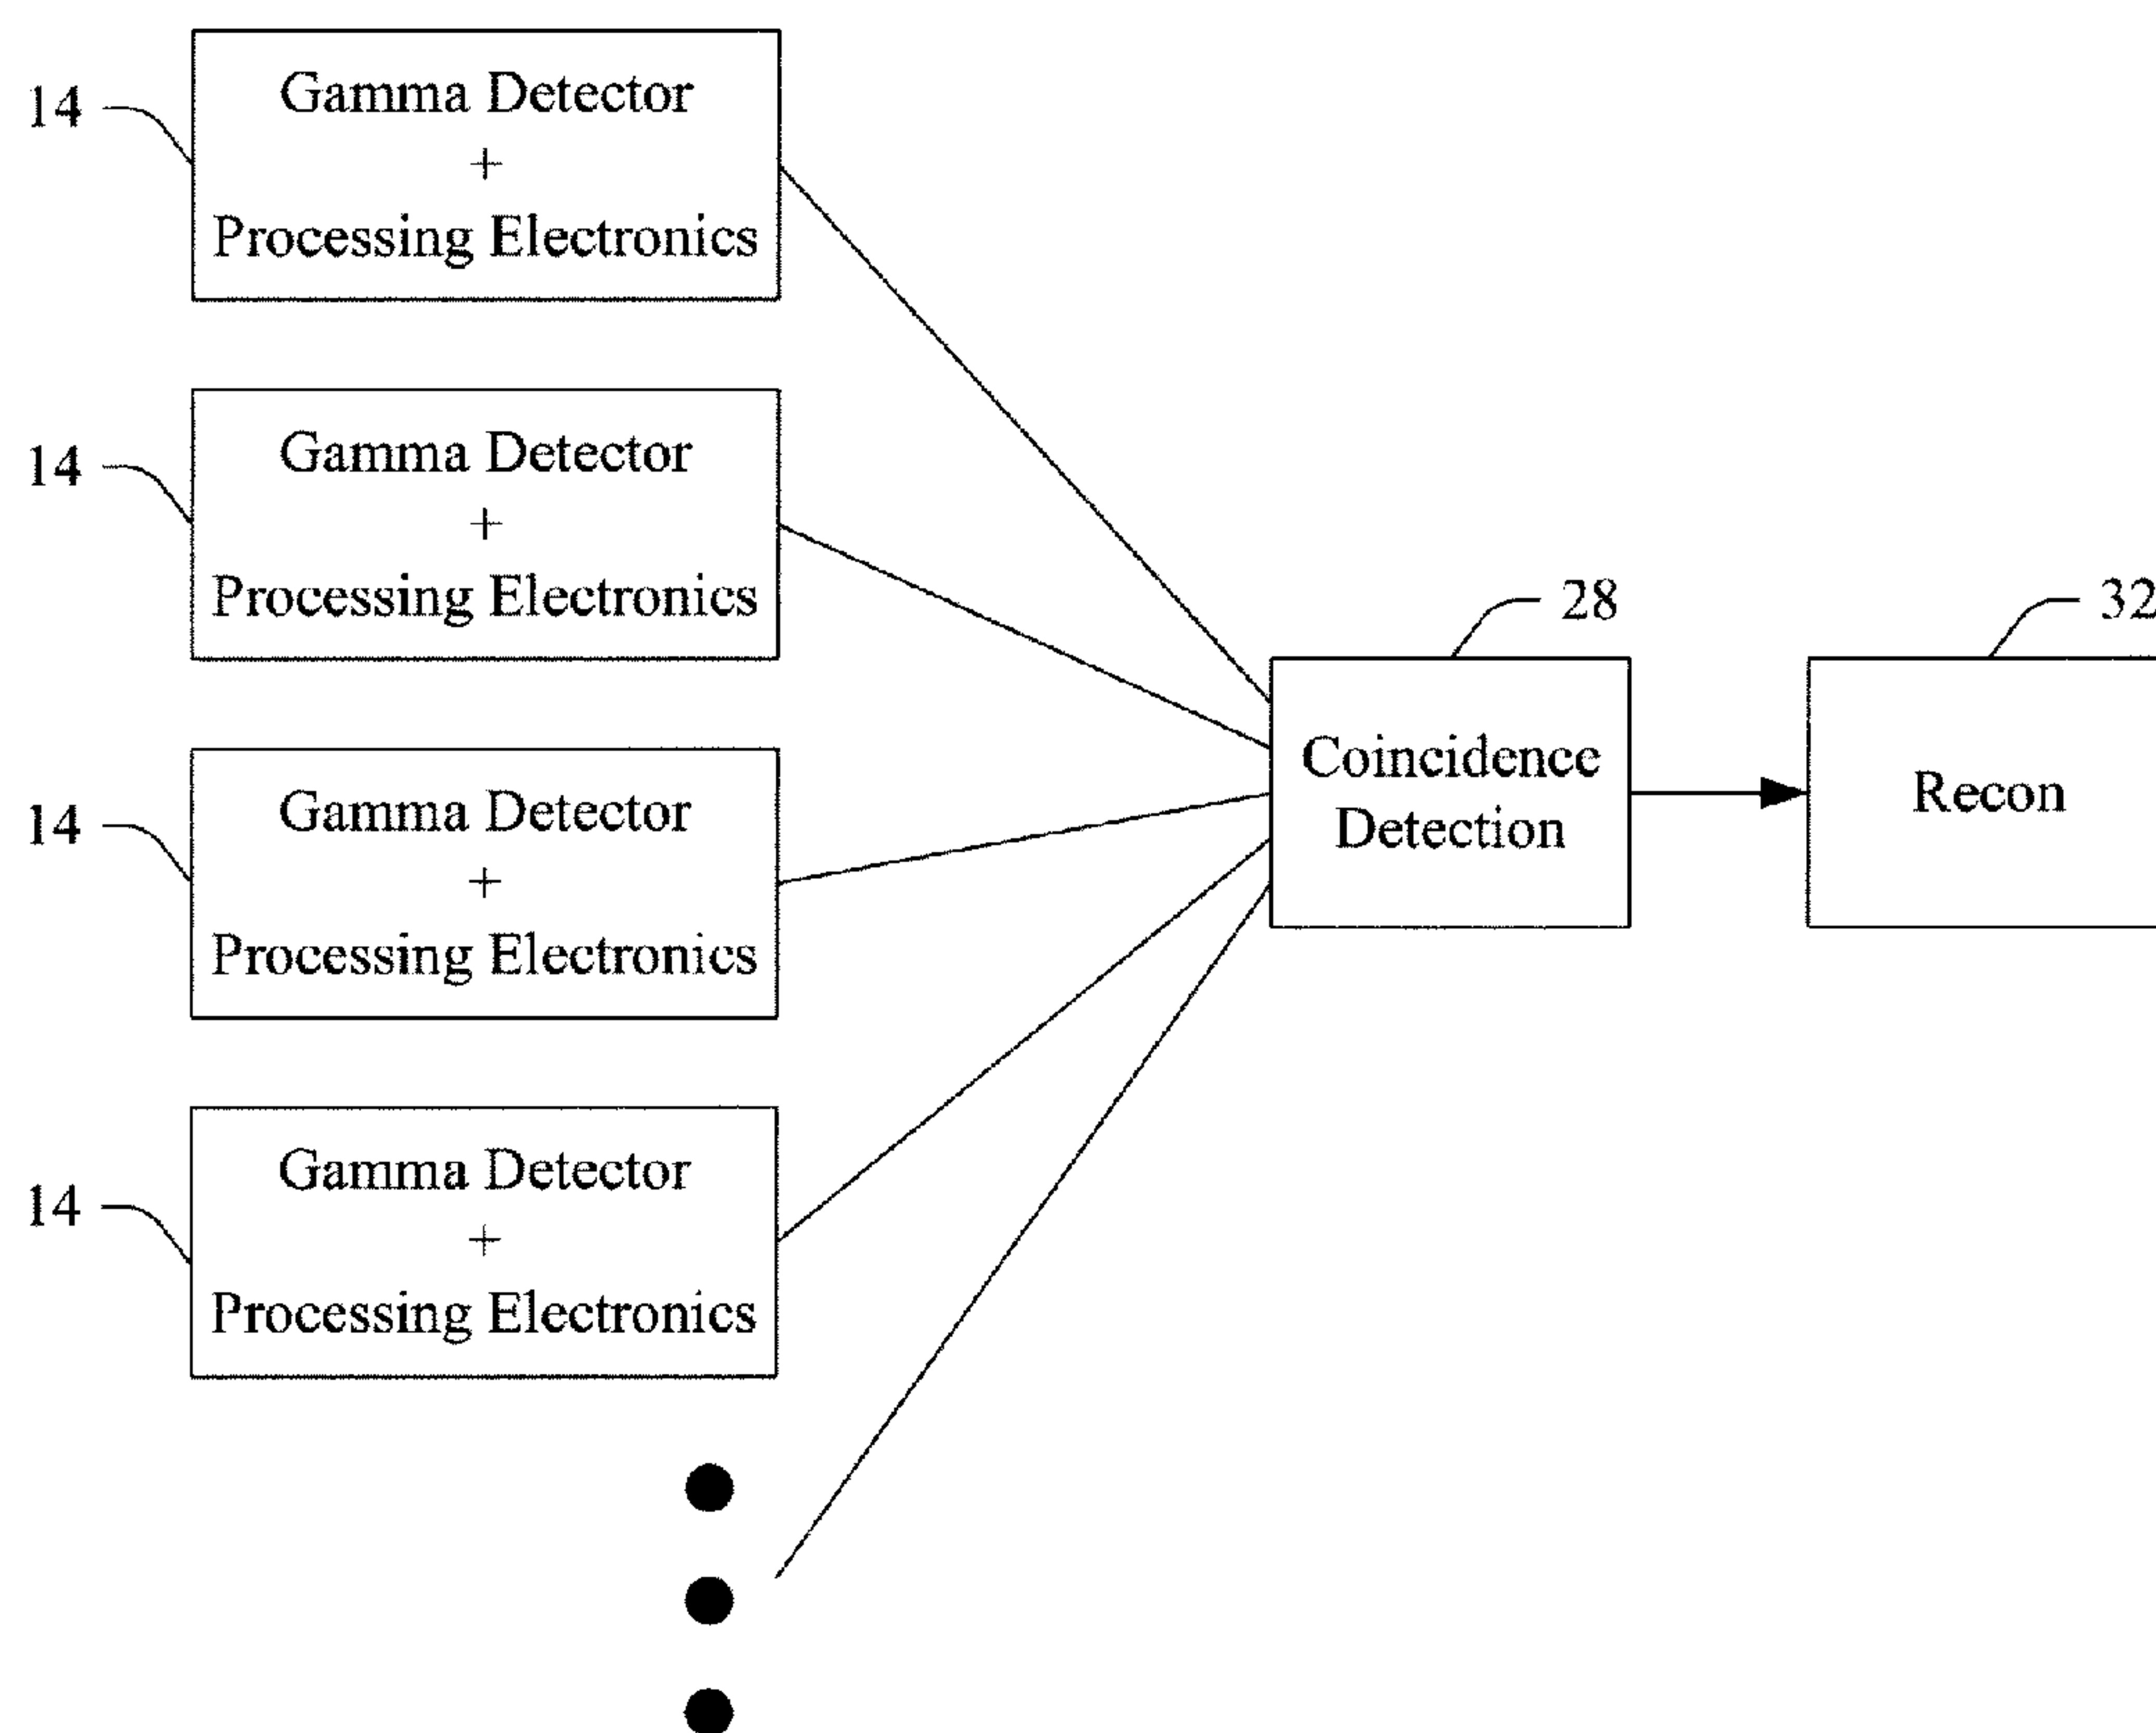 14
Gamma Detector
+
Processing Electronics
14
Gamma Detector
+
Processing Electronics
14
Gamma Detector
+
Processing Electronics
14
Gamma Detector
+
Processing Electronics
28
Coincidence
Detection
32
Recon